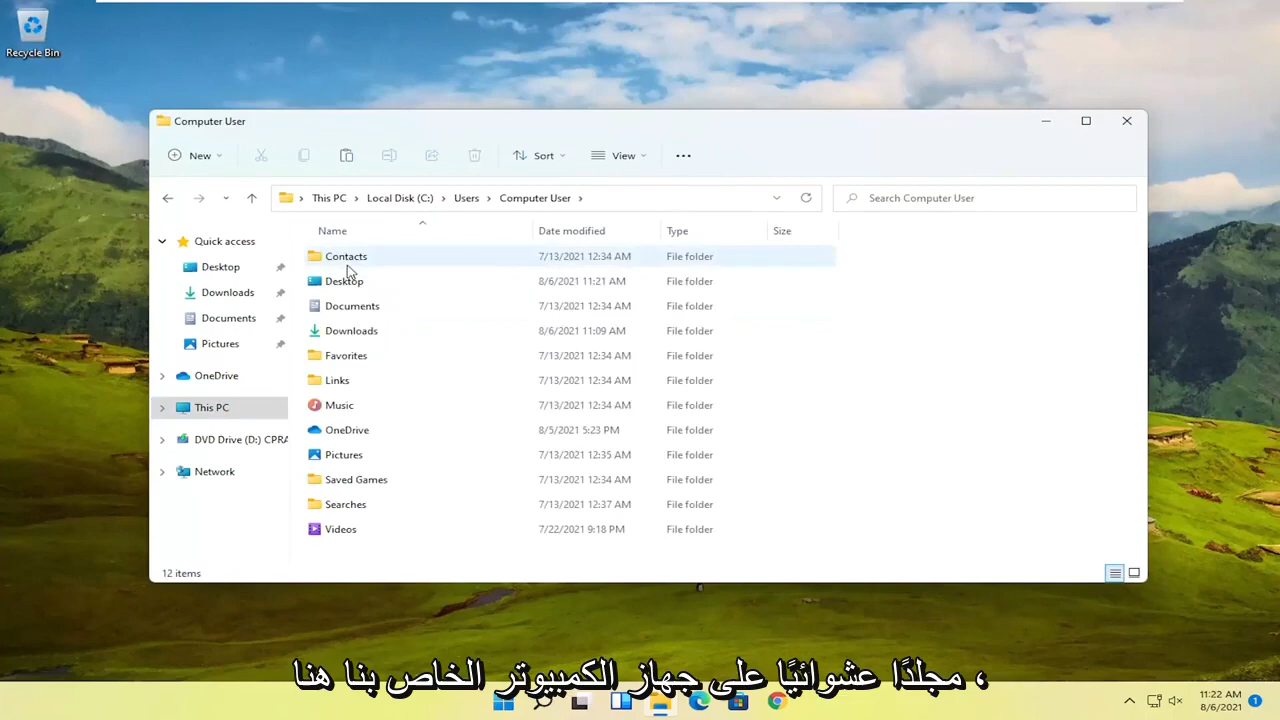 Recycle Bin
Computer User
New
Sort
View
This PC
Local Disk (C:)
Users
Computer User
Search Computer User
Name
Date modified
Type
Size
Quick access
Desktop
Downloads
Documents
Pictures
OneDrive
This PC
DVD Drive (D:) CPRA
Network
Contacts 7/13/2021 12:34 AM File folder
Desktop 8/6/2021 11:21 AM File folder
Documents 7/13/2021 12:34 AM File folder
Downloads 8/6/2021 11:09 AM File folder
Favorites 7/13/2021 12:34 AM File folder
Links 7/13/2021 12:34 AM File folder
Music 7/13/2021 12:34 AM File folder
OneDrive 8/5/2021 5:23 PM File folder
Pictures 7/13/2021 12:35 AM File folder
Saved Games 7/13/2021 12:34 AM File folder
Searches 7/13/2021 12:37 AM File folder
Videos 7/22/2021 9:18 PM File folder
12 items
، مجلدًا عشوائيًا على جهاز الكمبيوتر الخاص بنا هنا
11:22 AM
8/6/2021
1